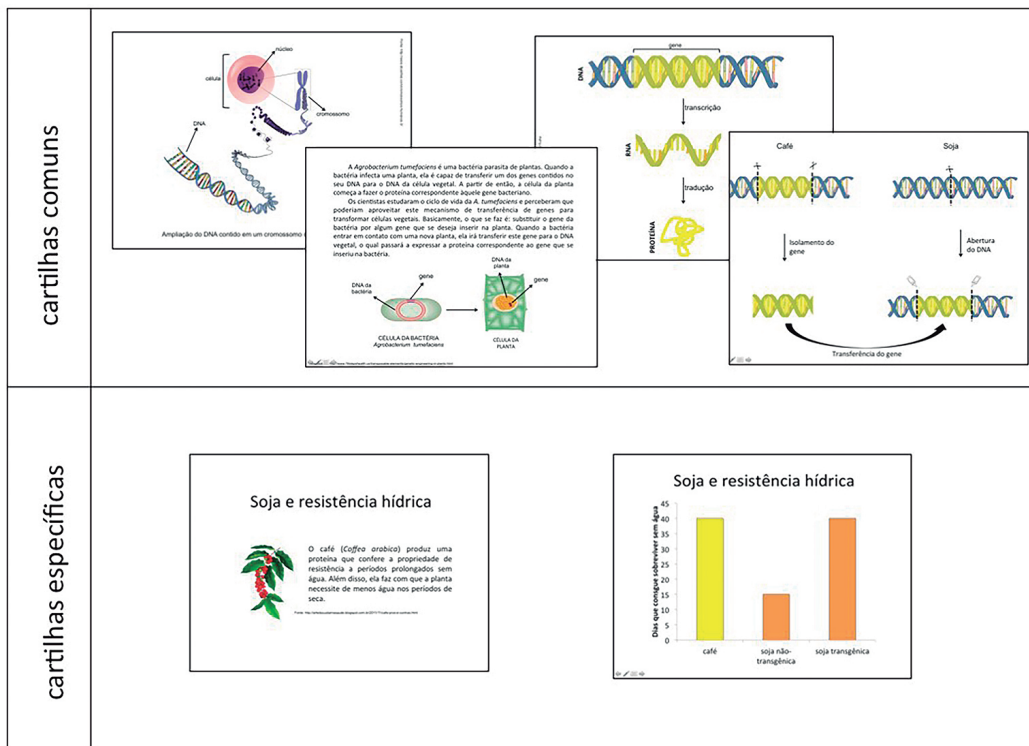 cartilhas comuns
núcleo
célula
cromossomo
DNA
Ampliação do DNA contido em um cromossomo
gene
DNA
transcrição
RNA
tradução
PROTEÍNA
A Agrobacterium tumefaciens é uma bactéria parasita de plantas. Quando a
bactéria infecta uma planta, ela é capaz de transferir um dos genes contidos no
seu DNA para o DNA da célula vegetal. A partir de então, a célula da planta
começa a fazer o proteína correspondente àquele gene bacteriano.
Os cientistas estudaram o ciclo de vida da A. tumefaciens e perceberam que
poderiam aproveitar este mecanismo de transferência de genes para
transformar células vegetais. Basicamente, o que se faz é: substituir o gene da
bactéria por algum gene que se deseja inserir na planta. Quando a bactéria
entrar em contato com uma nova planta, ela irá transferir este gene para o DNA
vegetal, o qual passará a expressar a proteína correspondente ao gene que se
inseriu na bactéria.
DNA da
bactéria
gene
CÉLULA DA BACTÉRIA
Agrobacterium tumefaciens
DNA da
planta
gene
CÉLULA DA
PLANTA
Café
Soja
Isolamento do
gene
Abertura
do DNA
Transferência do gene
cartilhas específicas
Soja e resistência hídrica
O café (Coffea arabica) produz uma
proteína que confere a propriedade de
resistência a períodos prolongados sem
água. Além disso, ela faz com que a planta
necessite de menos água nos períodos de
seca.
Soja e resistência hídrica
Dias que consgue sobreviver sem água
45
40
35
30
25
20
15
10
5
0
café
soja não-
transgênica
soja transgênica